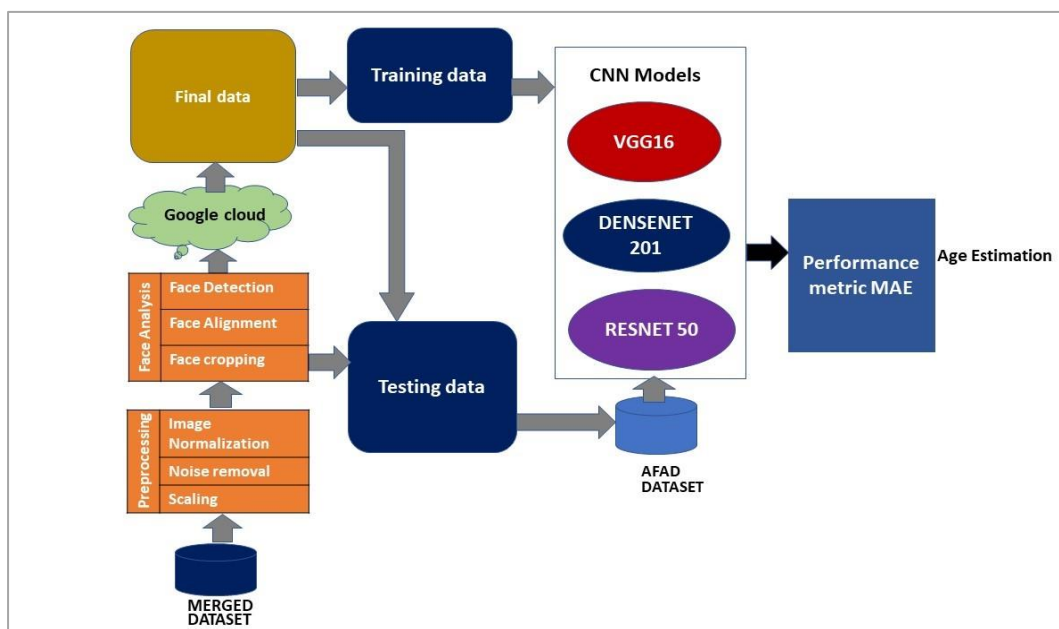 Final data
Training data
CNN Models
VGG16
DENSENET
201
RESNET 50
Performance
metric MAE
Age Estimation
Google cloud
Face Analysis
Face Detection
Face Alignment
Face cropping
Testing data
Preprocessing
Image
Normalization
Noise removal
Scaling
AFAD
DATASET
MERGED
DATASET